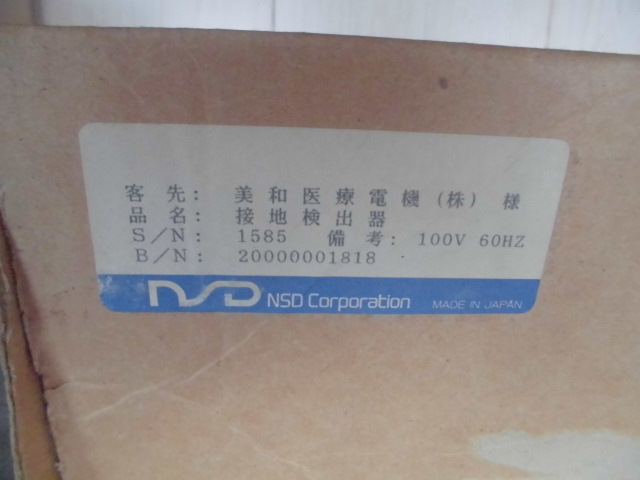 客先: 美和医療電機(株) 様
品名: 接地検出器
S/N: 1585 備考: 100V 60HZ
B/N: 20000001818
NSD NSD Corporation MADE IN JAPAN